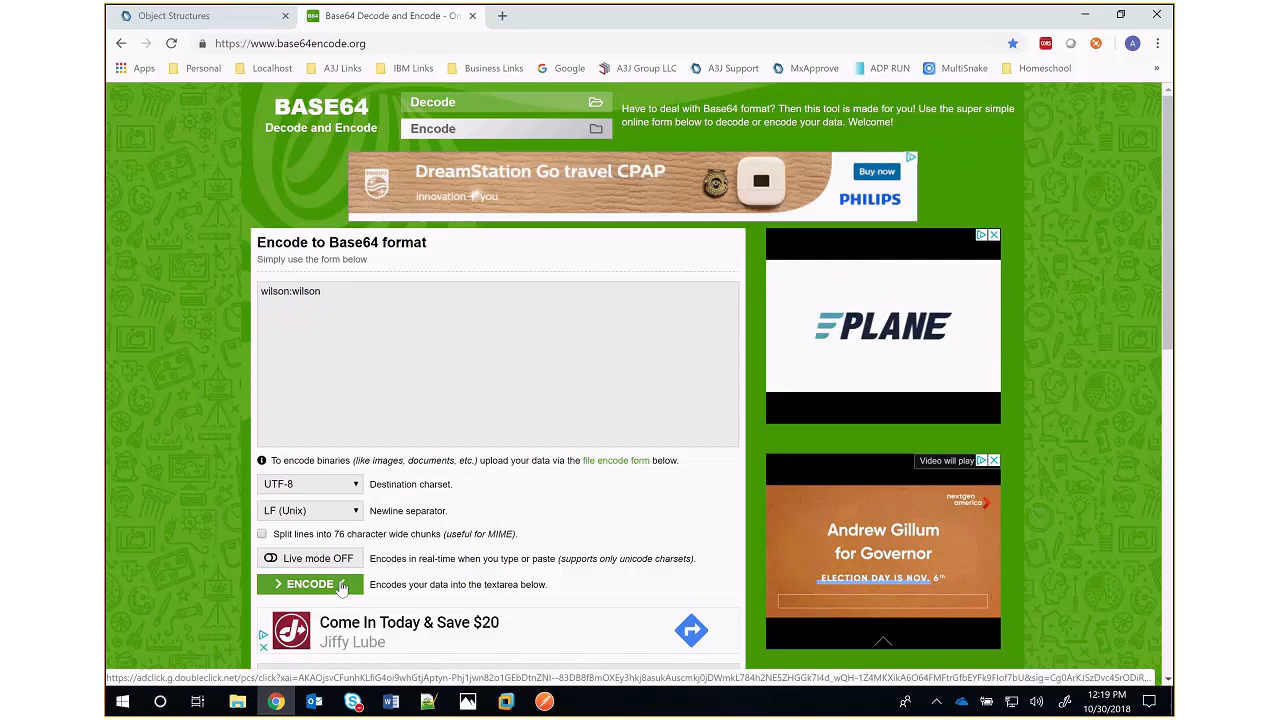 Object Structures
B64
Base64 Decode and Encode - On
https://www.base64encode.org
CORS
A
Apps
Personal
Localhost
A3J Links
IBM Links
Business Links
Google
A3J Group LLC
A3J Support
MxApprove
ADP RUN
MultiSnake
Homeschool
»
BASE64
Decode and Encode
Decode
Encode
Have to deal with Base64 format? Then this tool is made for you! Use the super simple
online form below to decode or encode your data. Welcome!
PHILIPS
DreamStation Go travel CPAP
innovation + you
Buy now
PHILIPS
Encode to Base64 format
Simply use the form below
wilson:wilson
To encode binaries (like images, documents, etc.) upload your data via the file encode form below.
UTF-8
Destination charset.
LF (Unix)
Newline separator.
Split lines into 76 character wide chunks (useful for MIME).
Live mode OFF
Encodes in real-time when you type or paste (supports only unicode charsets).
> ENCODE <
Encodes your data into the textarea below.
Come In Today & Save $20
Jiffy Lube
PLANE
Video will play
nextgen
america
Andrew Gillum
for Governor
ELECTION DAY IS NOV. 6th
12:19 PM
10/30/2018